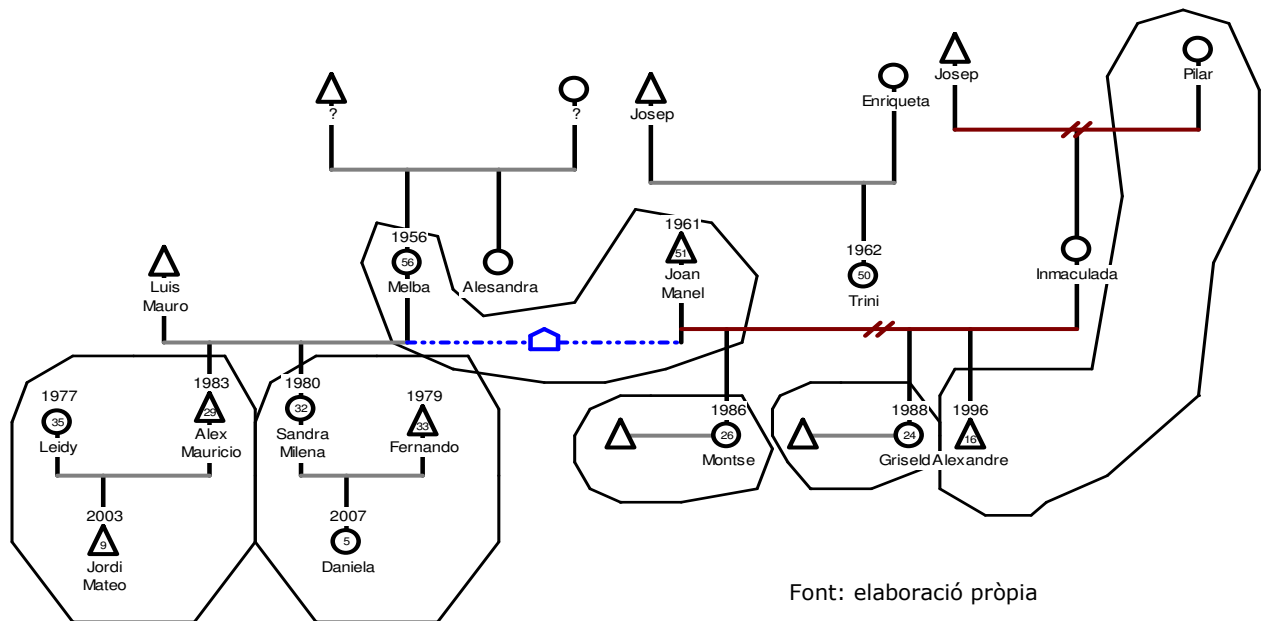 Josep
Pilar
?
?
Josep
Enriqueta
1956
56
Melba
Alesandra
1961
51
Joan
Manel
1962
50
Trini
Inmaculada
Luis
Mauro
1977
35
Leidy
1983
29
Alex
Mauricio
1980
32
Sandra
Milena
1979
33
Fernando
1986
26
Montse
1988
24
Griseld
1996
16
Alexandre
2003
9
Jordi
Mateo
2007
5
Daniela
Font: elaboració pròpia